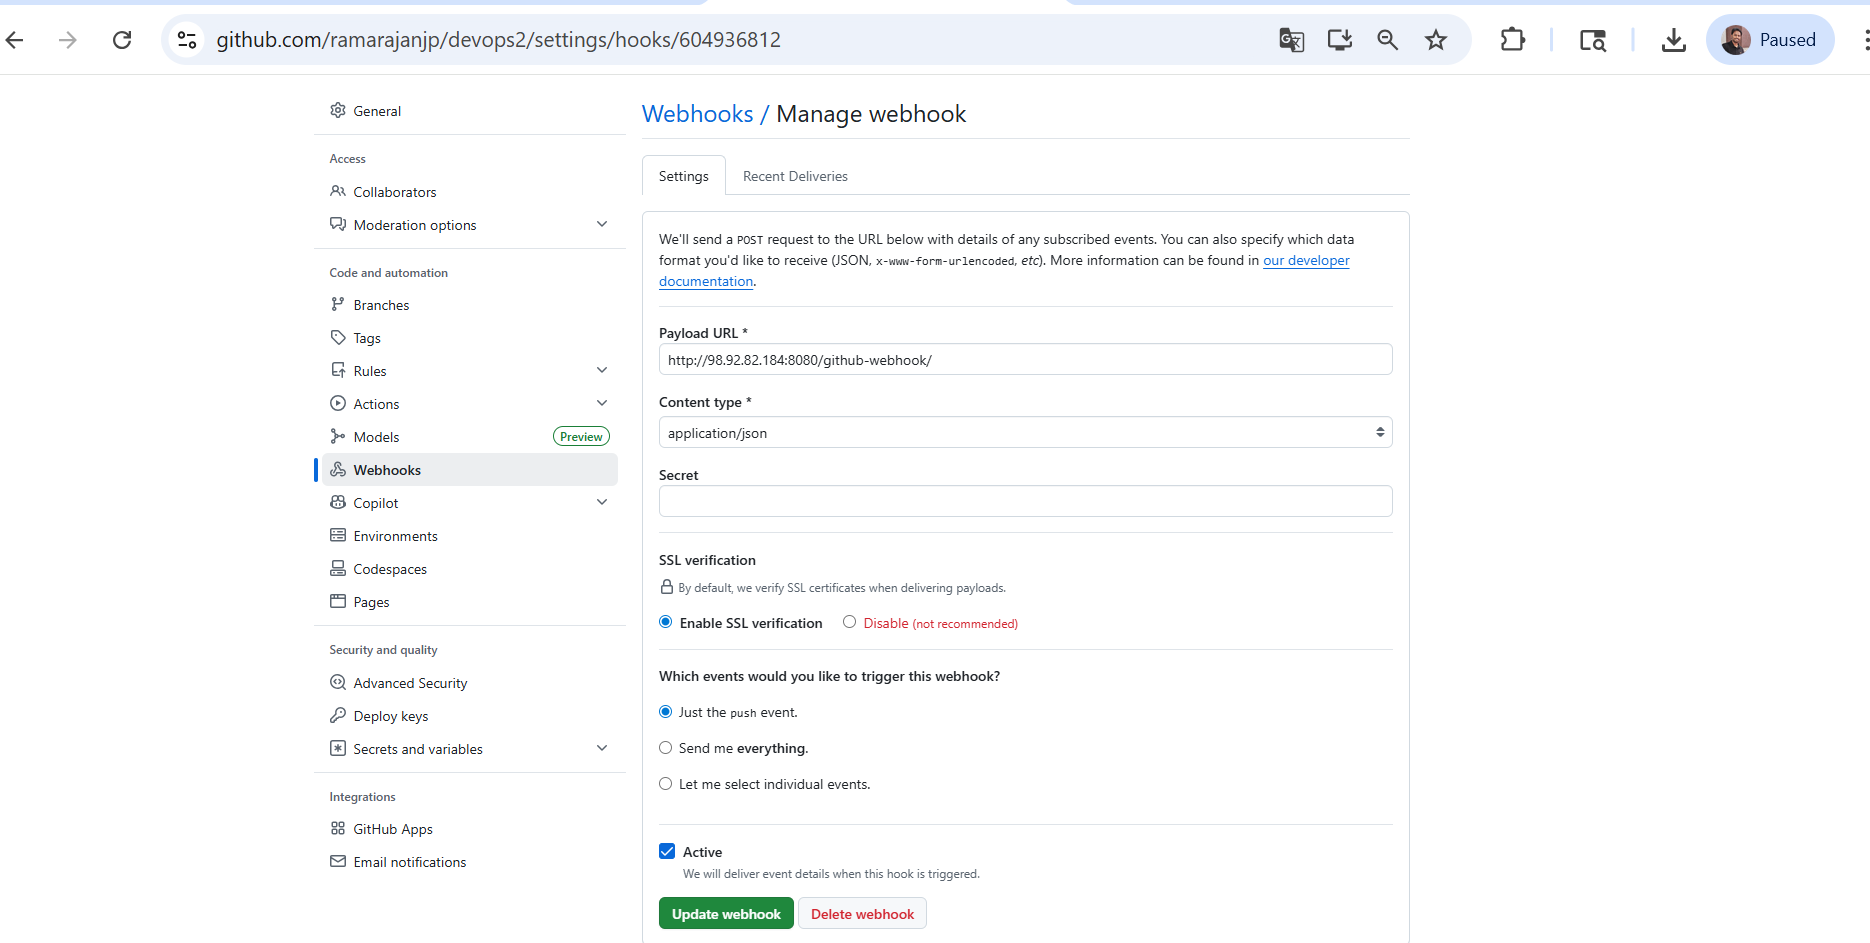 github.com/ramarajanjp/devops2/settings/hooks/604936812
Paused
General
Access
Collaborators
Moderation options
Code and automation
Branches
Tags
Rules
Actions
Models
Preview
Webhooks
Copilot
Environments
Codespaces
Pages
Security and quality
Advanced Security
Deploy keys
Secrets and variables
Integrations
GitHub Apps
Email notifications
Webhooks / Manage webhook
Settings
Recent Deliveries
We'll send a POST request to the URL below with details of any subscribed events. You can also specify which data
format you'd like to receive (JSON, x-www-form-urlencoded, etc). More information can be found in our developer
documentation.
Payload URL *
http://98.92.82.184:8080/github-webhook/
Content type *
application/json
Secret
SSL verification
By default, we verify SSL certificates when delivering payloads.
Enable SSL verification
Disable (not recommended)
Which events would you like to trigger this webhook?
Just the push event.
Send me everything.
Let me select individual events.
Active
We will deliver event details when this hook is triggered.
Update webhook
Delete webhook